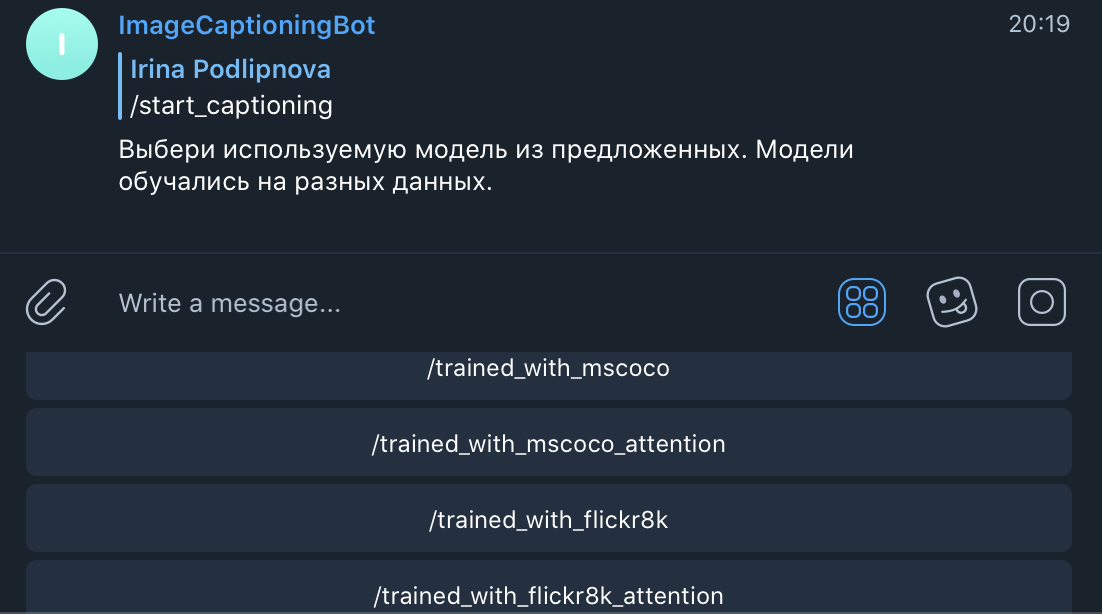 ImageCaptioningBot
20:19
I
Irina Podlipnova
/start_captioning
Выбери используемую модель из предложенных. Модели
обучались на разных данных.
Write a message...
/trained_with_mscoco
/trained_with_mscoco_attention
/trained_with_flickr8k
/trained_with_flickr8k_attention